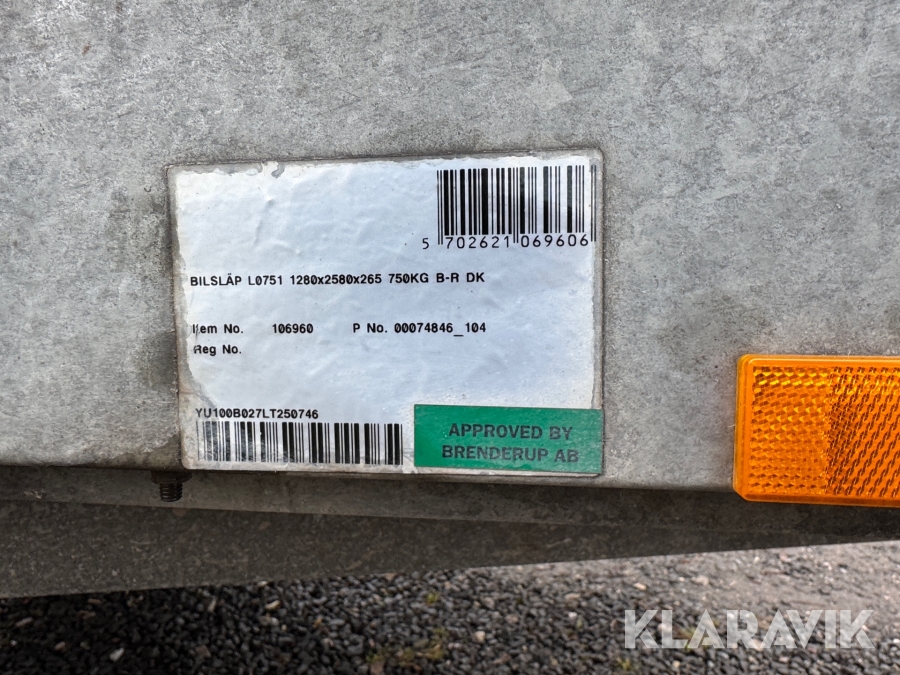 5 702621 069606
BILSLÄP L0751 1280x2580x265 750KG B-R DK
Item No. 106960 P No. 00074846_104
Reg No.
YU100B027LT250746
APPROVED BY
BRENDERUP AB
KLARAVIK